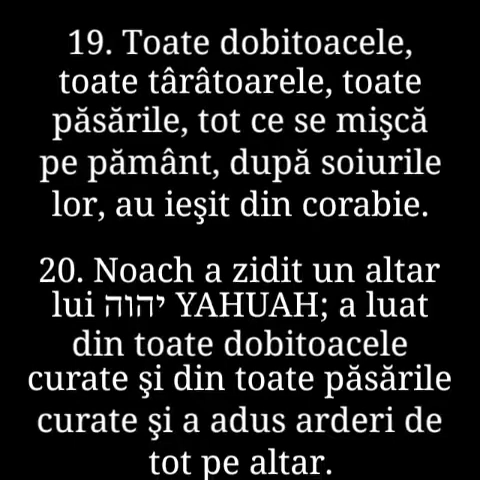 19. Toate dobitoacele,
toate târâtoarele, toate
păsările, tot ce se mişcă
pe pământ, după soiurile
lor, au ieşit din corabie.
20. Noach a zidit un altar
lui יהוה YAHUAH; a luat
din toate dobitoacele
curate şi din toate păsările
curate şi a adus arderi de
tot pe altar.